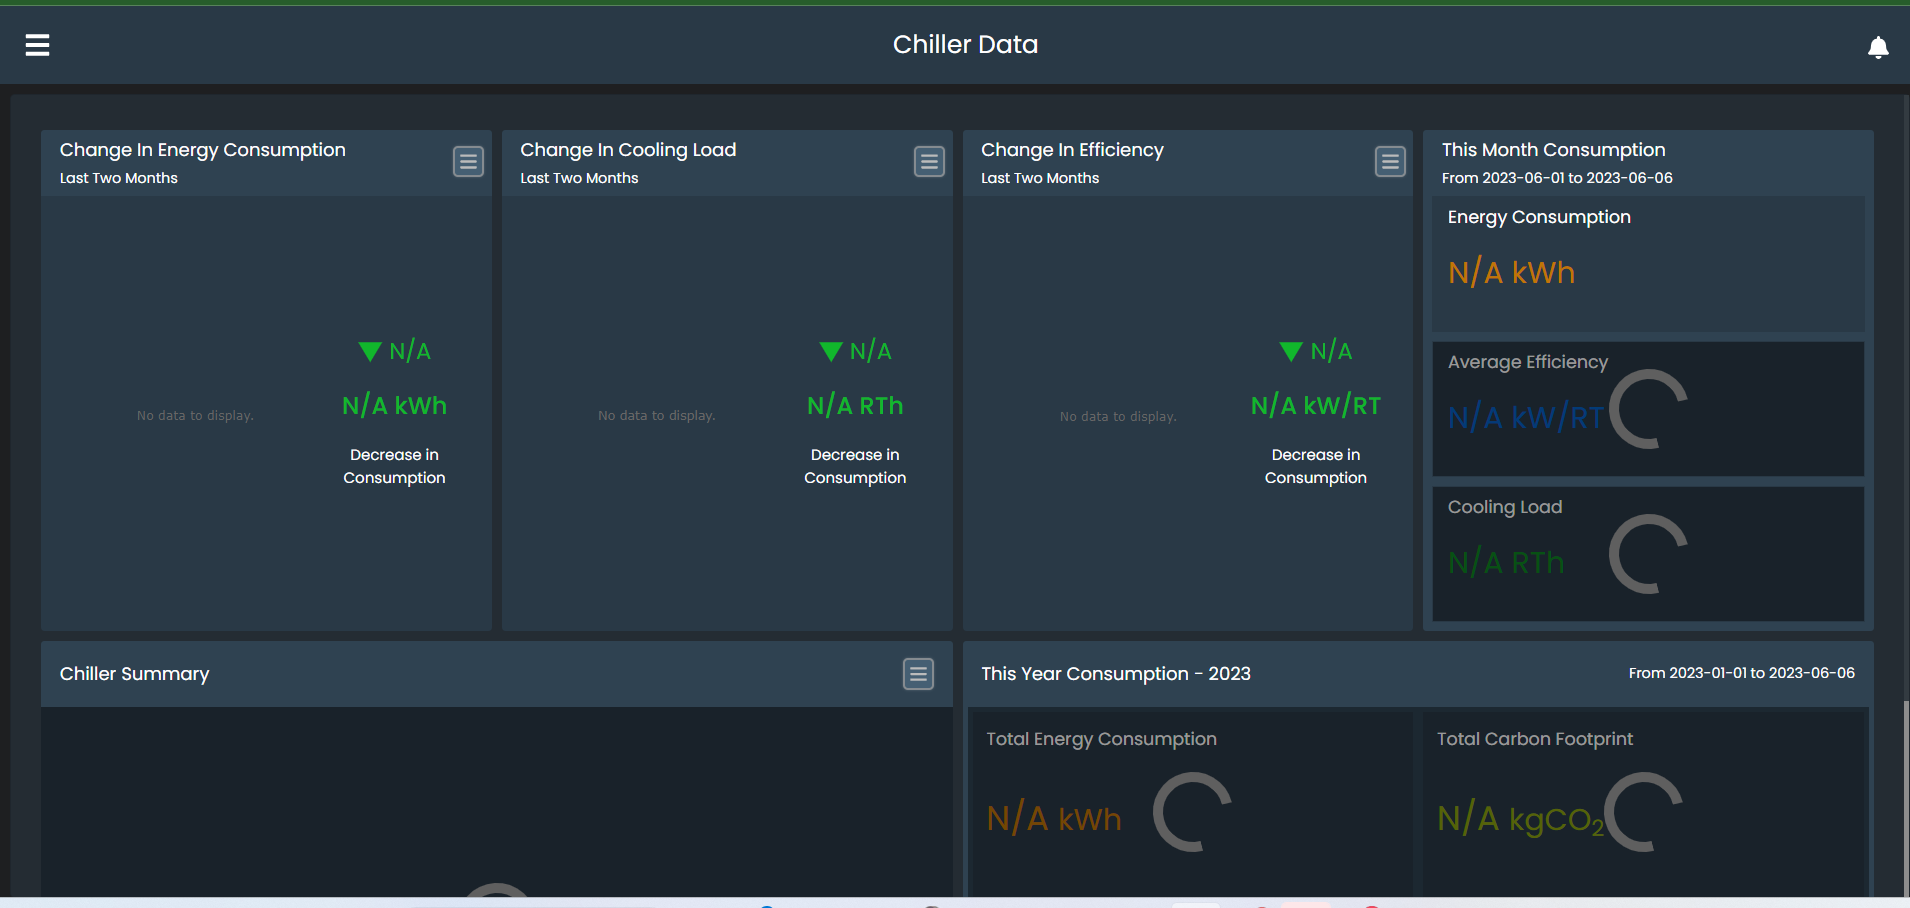 Chiller Data
Change In Energy Consumption
Last Two Months
No data to display.
▼ N/A
N/A kWh
Decrease in
Consumption
Change In Cooling Load
Last Two Months
No data to display.
▼ N/A
N/A RTh
Decrease in
Consumption
Change In Efficiency
Last Two Months
No data to display.
▼ N/A
N/A kW/RT
Decrease in
Consumption
This Month Consumption
From 2023-06-01 to 2023-06-06
Energy Consumption
N/A kWh
Average Efficiency
N/A kW/RT
Cooling Load
N/A RTh
Chiller Summary
This Year Consumption - 2023
From 2023-01-01 to 2023-06-06
Total Energy Consumption
N/A kWh
Total Carbon Footprint
N/A kgCO₂